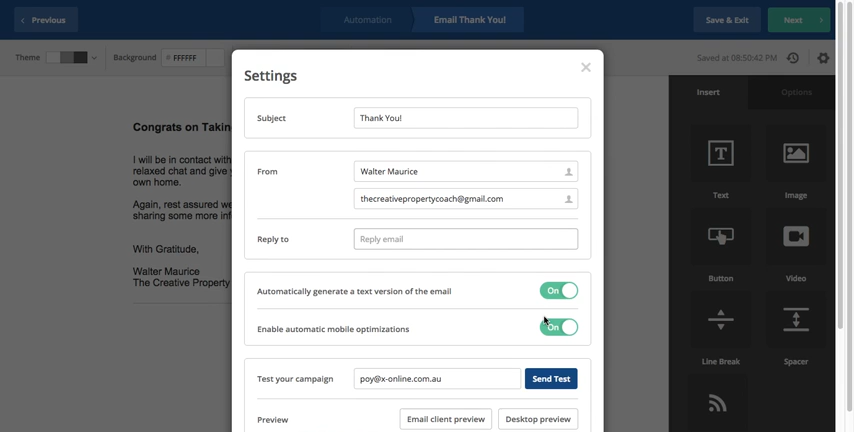 Previous
Automation
Email Thank You!
Save & Exit
Next
Theme
Background
# FFFFFF
Saved at 08:50:42 PM
Settings
Insert
Options
Subject
Thank You!
Congrats on Takin
I will be in contact with
relaxed chat and give
own home.
From
Walter Maurice
thecreativepropertycoach@gmail.com
Text
Image
Again, rest assured we
sharing some more inf
Reply to
Reply email
With Gratitude,
Walter Maurice
The Creative Property
Button
Video
Automatically generate a text version of the email
On
Enable automatic mobile optimizations
On
Line Break
Spacer
Test your campaign
poy@x-online.com.au
Send Test
Preview
Email client preview
Desktop preview